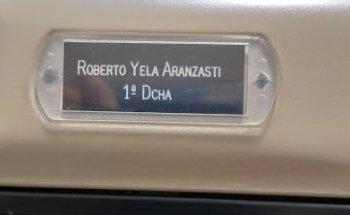 Roberto Yela Aranzasti
1º Dcha